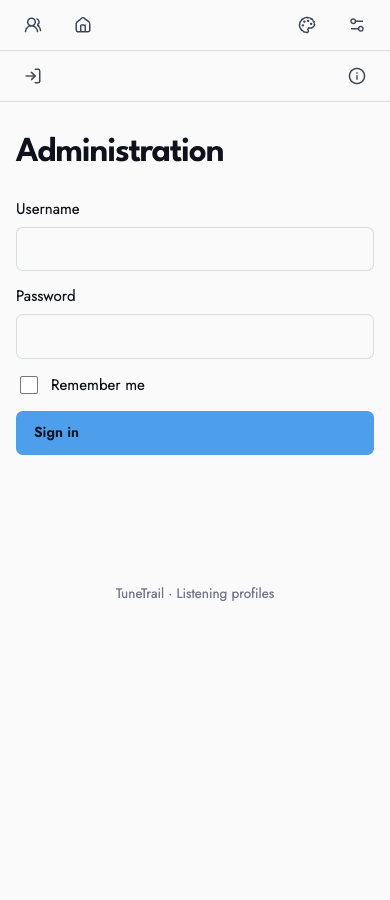 Administration
Username
Password
Remember me
Sign in
TuneTrail · Listening profiles